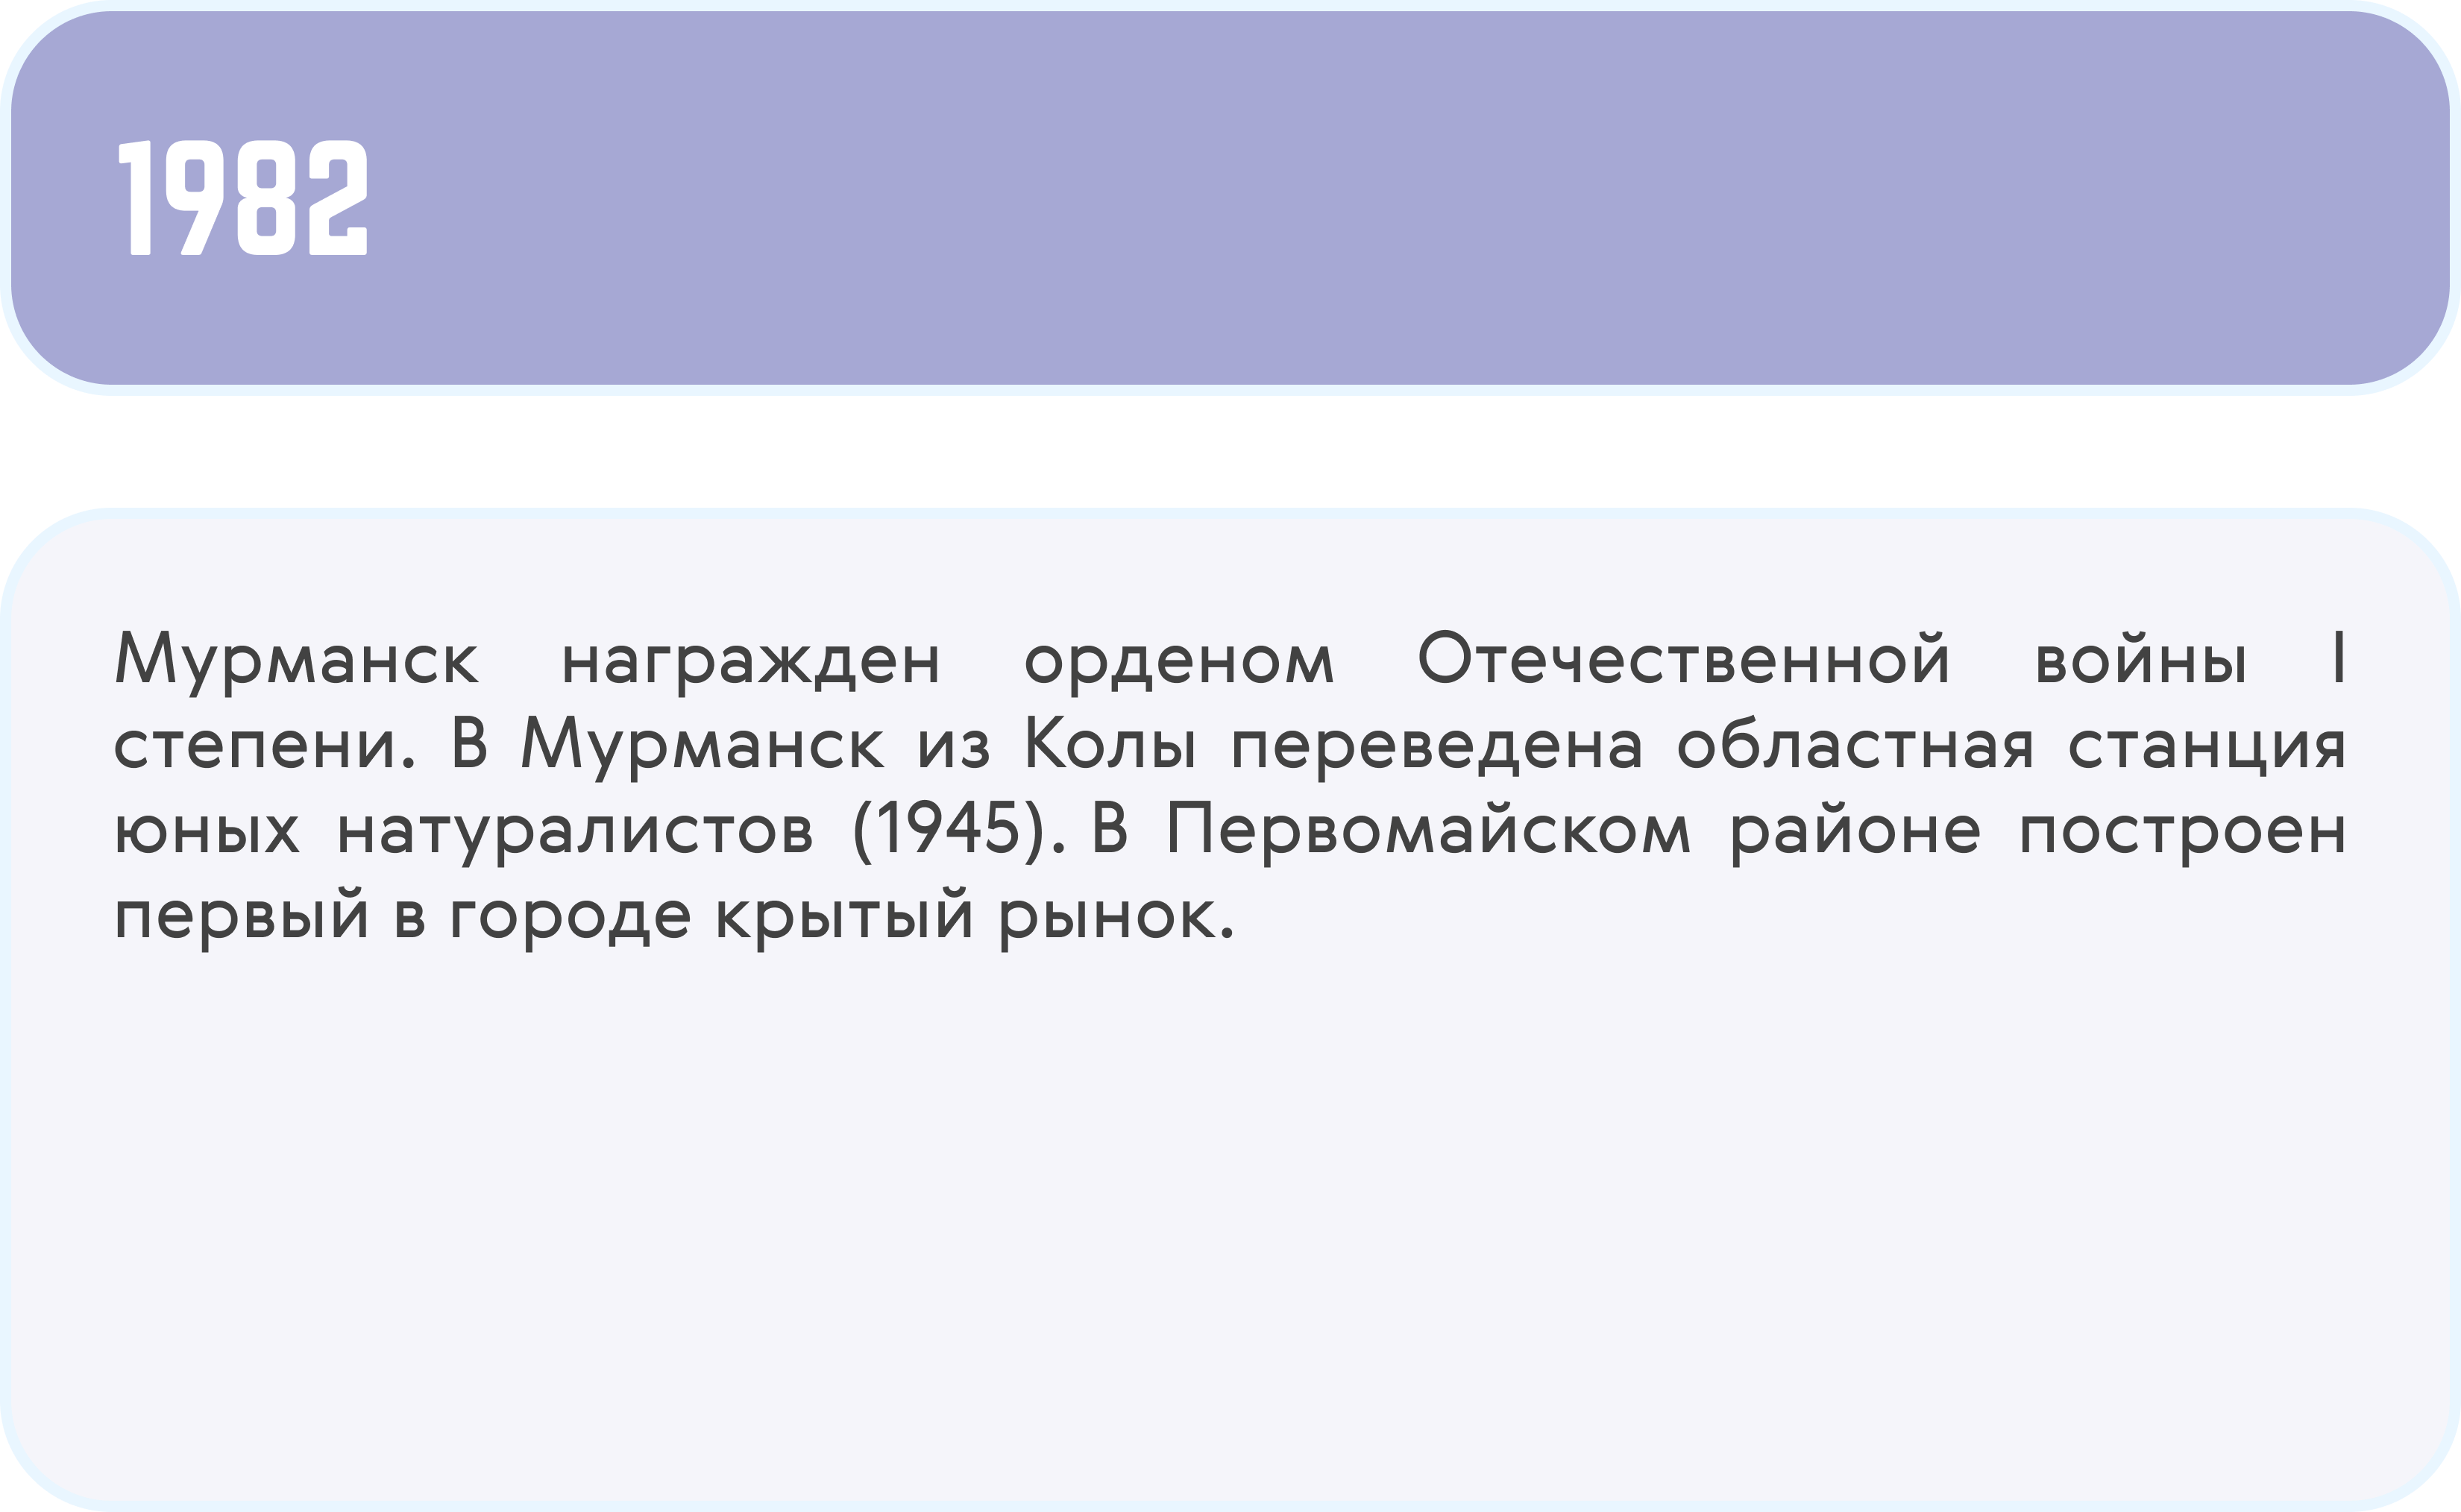 1982
Мурманск награжден орденом Отечественной войны I
степени. В Мурманск из Колы переведена областная станция
юных натуралистов (1945). В Первомайском районе построен
первый в городе крытый рынок.